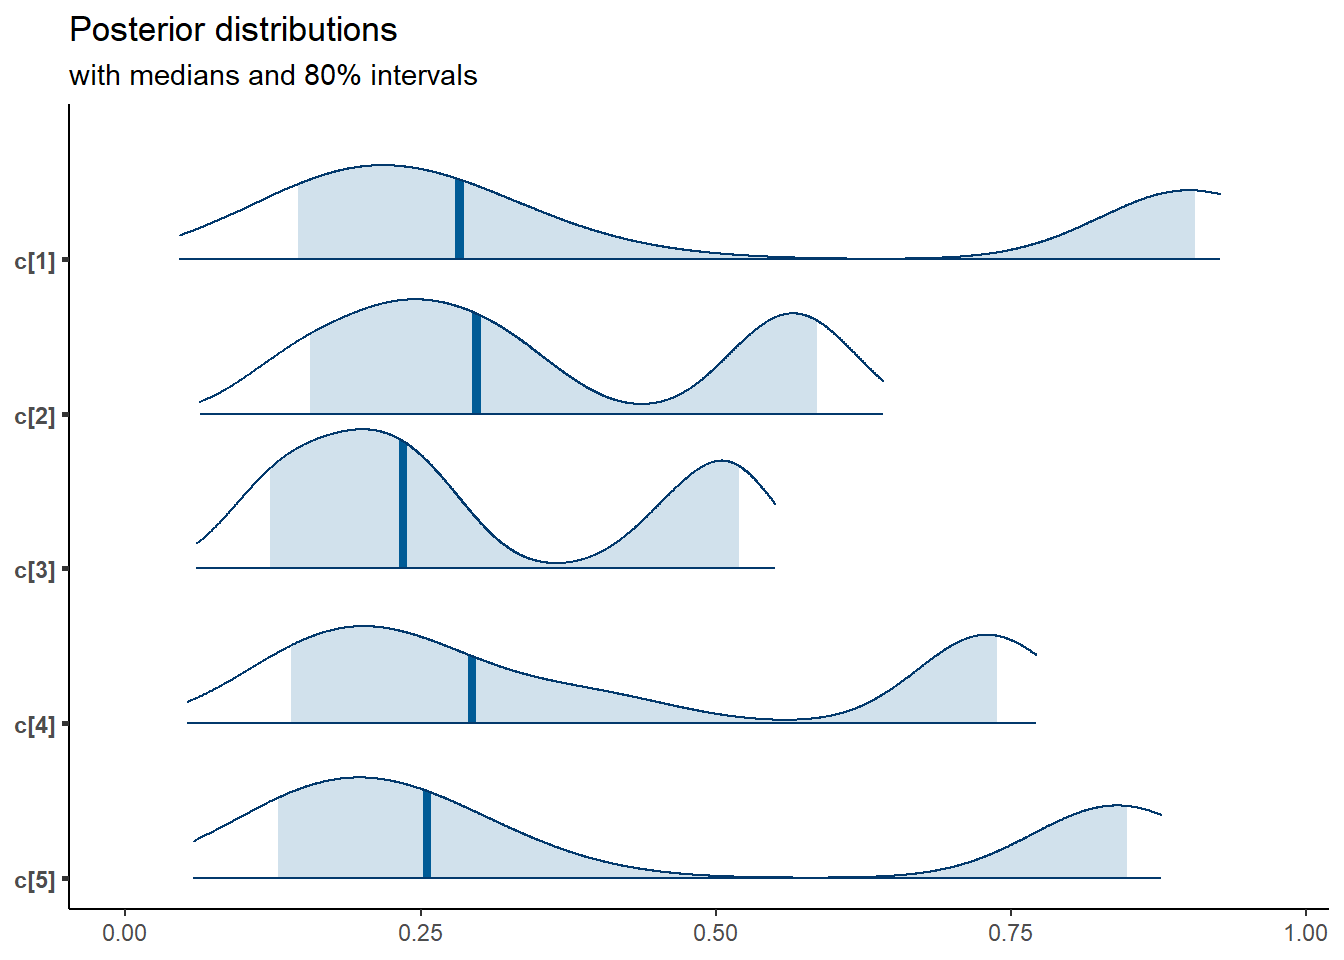 Posterior distributions
with medians and 80% intervals
c[1]
c[2]
c[3]
c[4]
c[5]
0.00 0.25 0.50 0.75 1.00